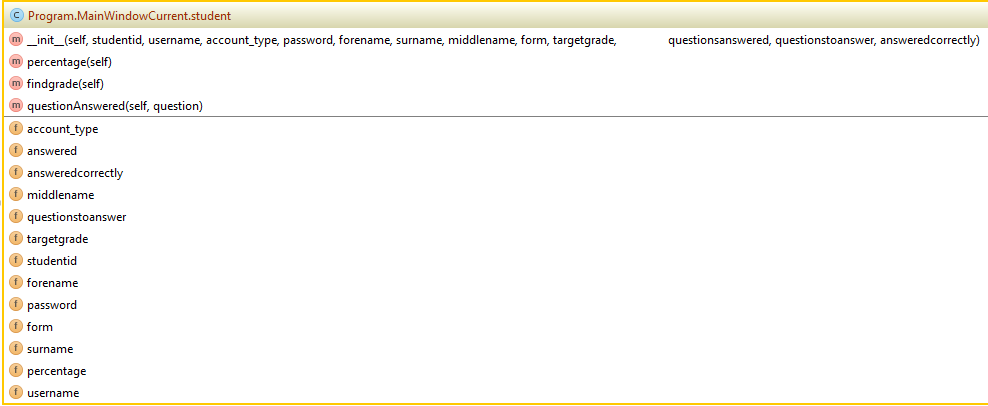 C Program.MainWindowCurrent.student
m __init__(self, studentid, username, account_type, password, forename, surname, middlename, form, targetgrade, questionsanswered, questionstoanswer, answeredcorrectly)
m percentage(self)
m findgrade(self)
m questionAnswered(self, question)
f account_type
f answered
f answeredcorrectly
f middlename
f questionstoanswer
f targetgrade
f studentid
f forename
f password
f form
f surname
f percentage
f username